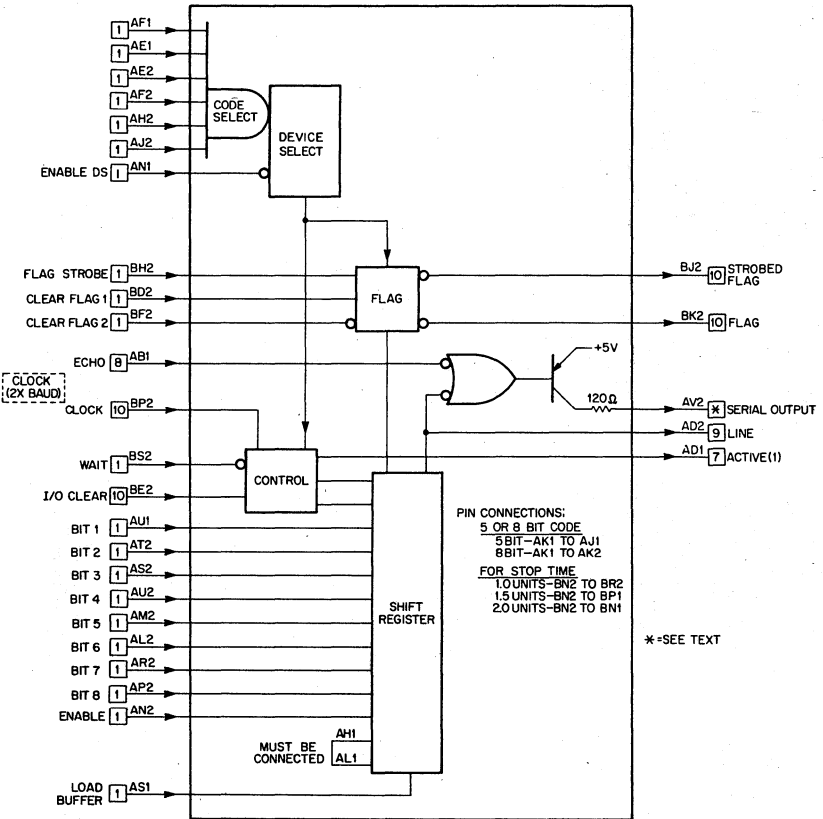 1 AF1
1 AE1
1 AE2
1 AF2
1 AH2
1 AJ2
CODE
SELECT
DEVICE
SELECT
ENABLE DS 1 AN1
FLAG STROBE 1 BH2
CLEAR FLAG 1 1 BD2
CLEAR FLAG 2 1 BF2
FLAG
BJ2 10 STROBED
FLAG
BK2 10 FLAG
ECHO 8 AB1
+5V
120Ω
CLOCK
(2X BAUD)
CLOCK 10 BP2
AV2 * SERIAL OUTPUT
AD2 9 LINE
AD1 7 ACTIVE(1)
WAIT 1 BS2
I/O CLEAR 10 BE2
CONTROL
BIT 1 1 AU1
BIT 2 1 AT2
BIT 3 1 AS2
BIT 4 1 AU2
BIT 5 1 AM2
BIT 6 1 AL2
BIT 7 1 AR2
BIT 8 1 AP2
ENABLE 1 AN2
SHIFT
REGISTER
PIN CONNECTIONS:
5 OR 8 BIT CODE
5 BIT-AK1 TO AJ1
8 BIT-AK1 TO AK2
FOR STOP TIME
1.0 UNITS-BN2 TO BR2
1.5 UNITS-BN2 TO BP1
2.0 UNITS-BN2 TO BN1
*=SEE TEXT
MUST BE
CONNECTED
AH1
AL1
LOAD
BUFFER 1 AS1